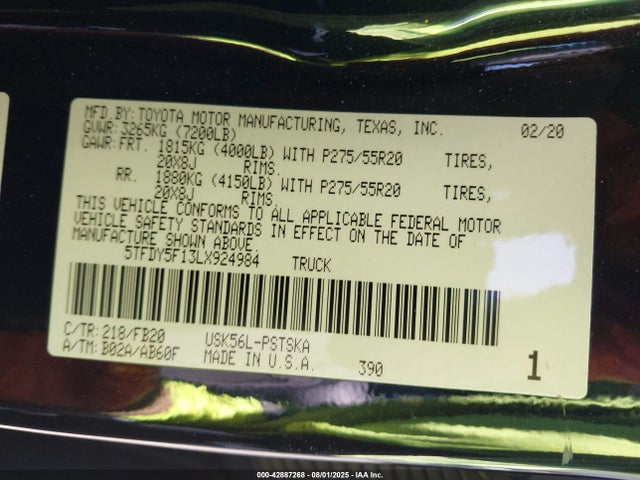 MFD.BY:TOYOTA MOTOR MANUFACTURING, TEXAS, INC. 02/20
GVWR:3265KG (7200LB)
GAWR:FRT. 1815KG (4000LB) WITH P275/55R20 TIRES,
20X8J RIMS.
RR. 1880KG (4150LB) WITH P275/55R20 TIRES,
20X8J RIMS.
THIS VEHICLE CONFORMS TO ALL APPLICABLE FEDERAL MOTOR
VEHICLE SAFETY STANDARDS IN EFFECT ON THE DATE OF
MANUFACTURE SHOWN ABOVE.
5TFDY5F13LX924984 TRUCK
C/TR:218/FB20 USK56L-PSTSKA
A/TM:B02A/AB60F MADE IN U.S.A. 390 1
000-42887268 - 08/01/2025 - IAA Inc.